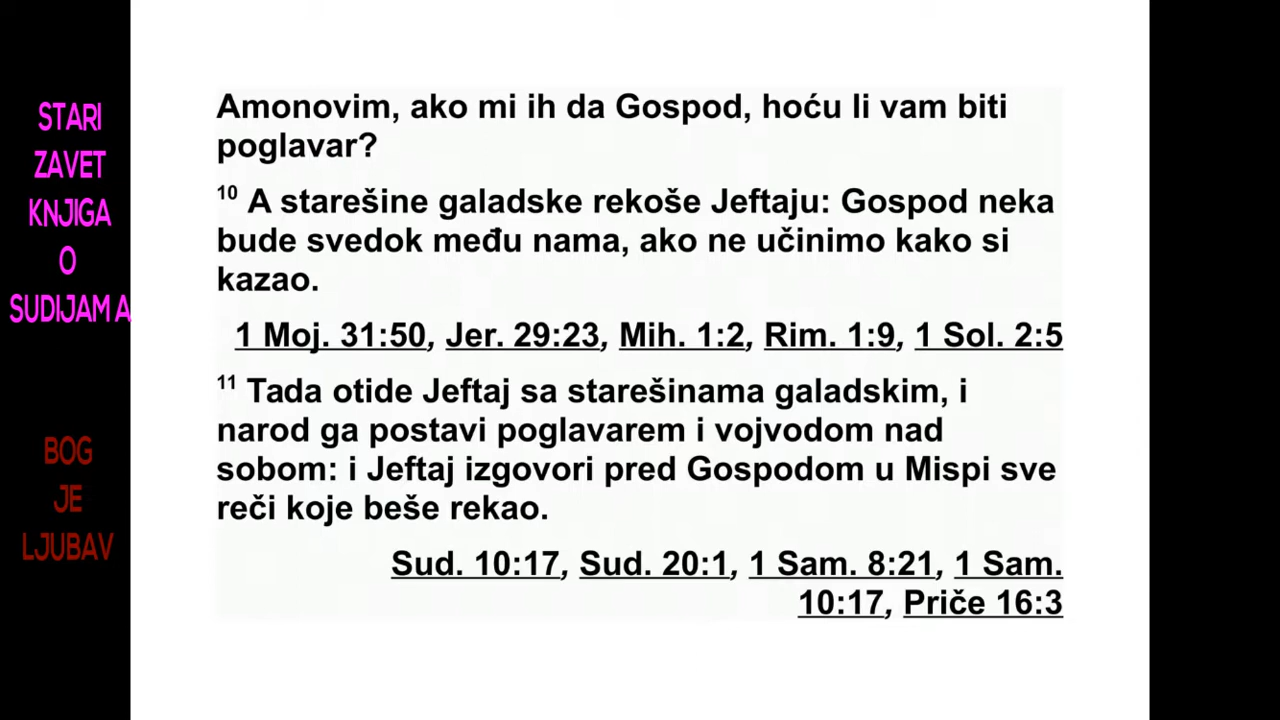 STARI
ZAVET
KNJIGA
O
SUDIJAMA
BOG
JE
LJUBAV
Amonovim, ako mi ih da Gospod, hoću li vam biti
poglavar?
10 A starešine galadske rekoše Jeftaju: Gospod neka
bude svedok među nama, ako ne učinimo kako si
kazao.
1 Moj. 31:50, Jer. 29:23, Mih. 1:2, Rim. 1:9, 1 Sol. 2:5
11 Tada otide Jeftaj sa starešinama galadskim, i
narod ga postavi poglavarem i vojvodom nad
sobom: i Jeftaj izgovori pred Gospodom u Mispi sve
reči koje beše rekao.
Sud. 10:17, Sud. 20:1, 1 Sam. 8:21, 1 Sam.
10:17, Priče 16:3